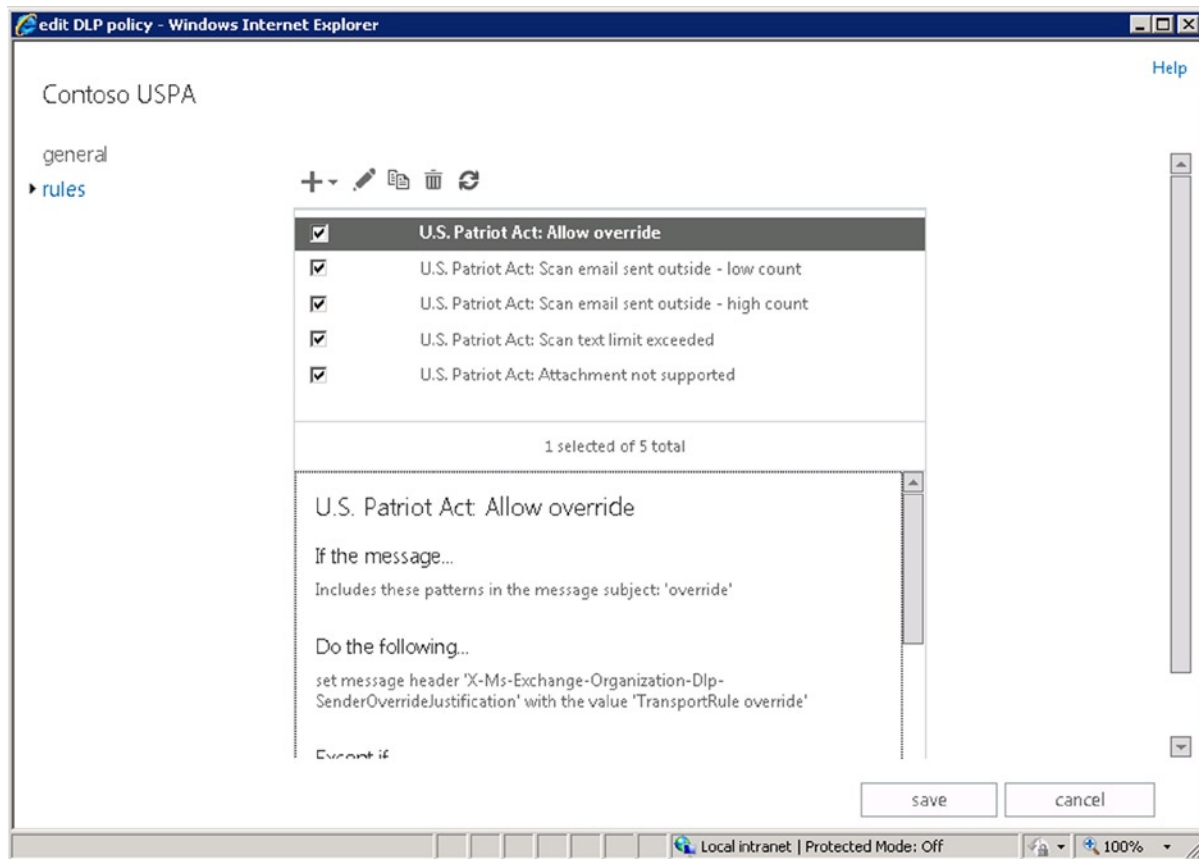 edit DLP policy - Windows Internet Explorer
Help
Contoso USPA
general
rules
U.S. Patriot Act: Allow override
U.S. Patriot Act: Scan email sent outside - low count
U.S. Patriot Act: Scan email sent outside - high count
U.S. Patriot Act: Scan text limit exceeded
U.S. Patriot Act: Attachment not supported
1 selected of 5 total
U.S. Patriot Act: Allow override
If the message...
Includes these patterns in the message subject: 'override'
Do the following...
set message header 'X-Ms-Exchange-Organization-Dlp-
SenderOverrideJustification' with the value 'TransportRule override'
Except if
save
cancel
Local intranet | Protected Mode: Off
100%